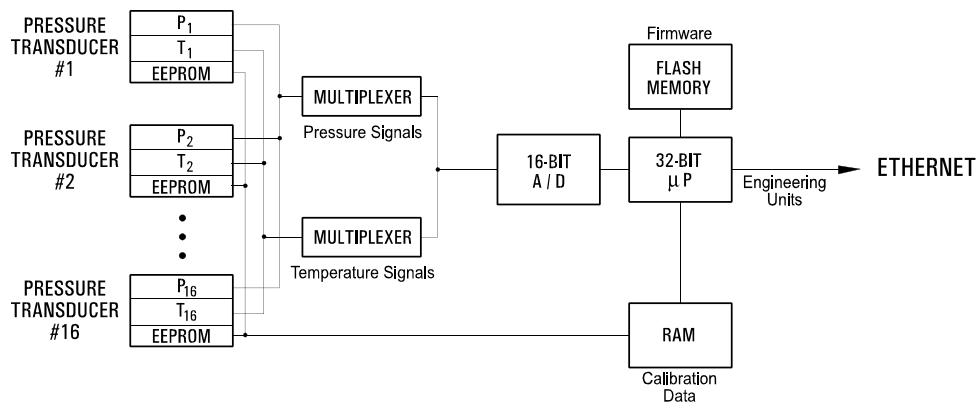 PRESSURE
TRANSDUCER
#1
P1
T1
EEPROM
PRESSURE
TRANSDUCER
#2
P2
T2
EEPROM
PRESSURE
TRANSDUCER
#16
P16
T16
EEPROM
MULTIPLEXER
Pressure Signals
MULTIPLEXER
Temperature Signals
16-BIT
A / D
Firmware
FLASH
MEMORY
32-BIT
μ P
Engineering
Units
ETHERNET
RAM
Calibration
Data